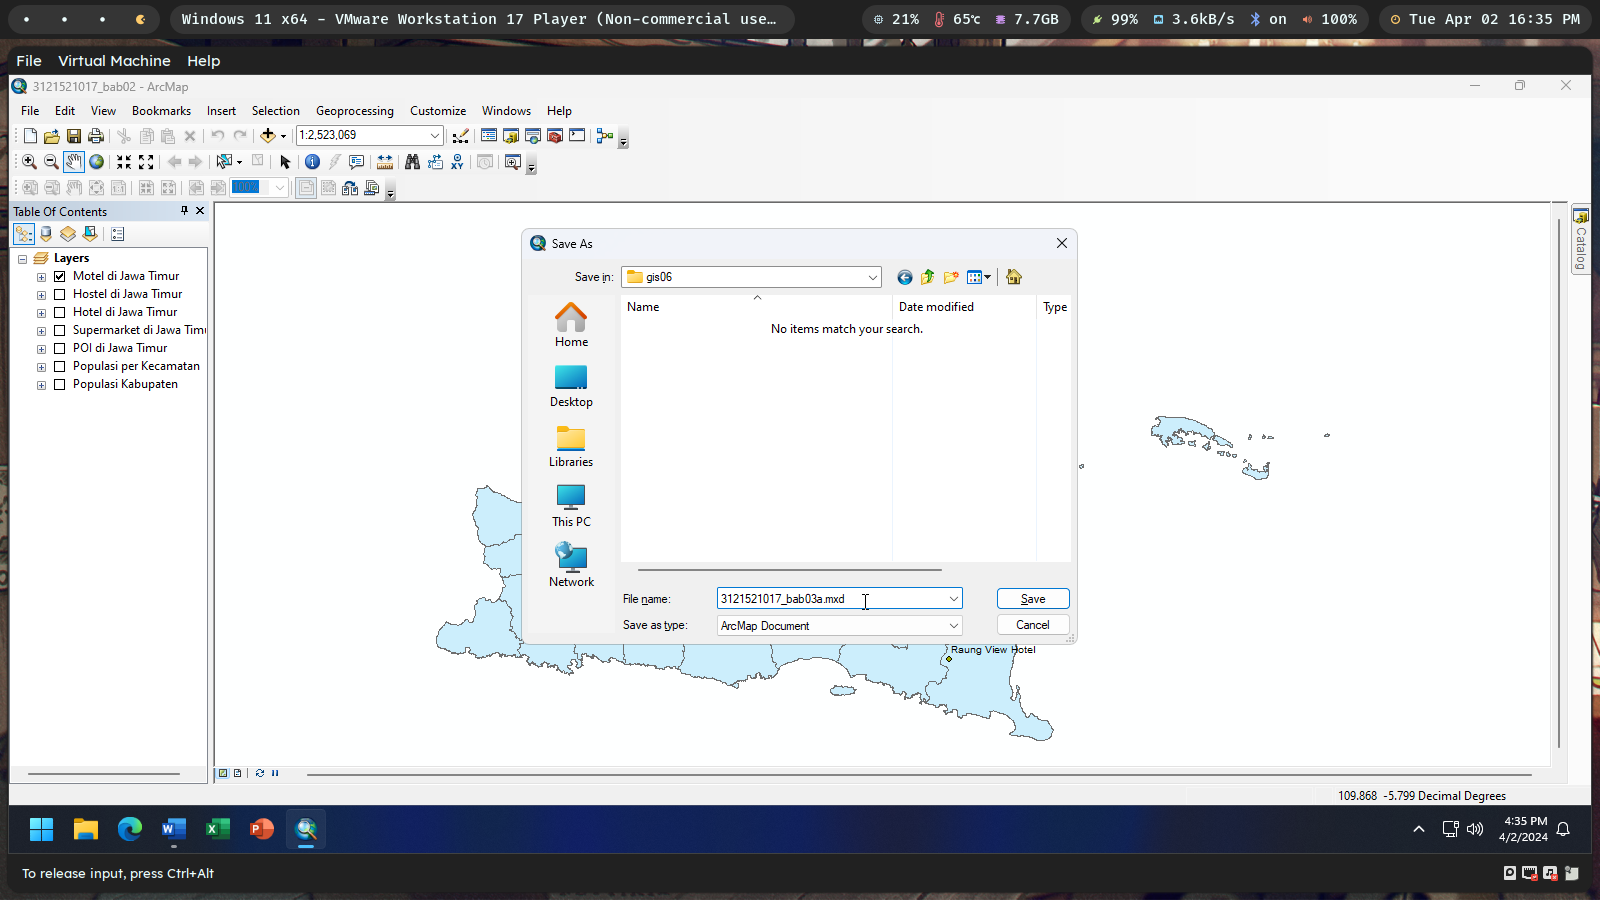 Windows 11 x64 – VMware Workstation 17 Player (Non-commercial use…
21% 65℃ 7.7GB
99% 3.6kB/s on 100%
Tue Apr 02 16:35 PM
File Virtual Machine Help
3121521017_bab02 - ArcMap
File Edit View Bookmarks Insert Selection Geoprocessing Customize Windows Help
1:2,523,069
100%
Table Of Contents
Layers
Motel di Jawa Timur
Hostel di Jawa Timur
Hotel di Jawa Timur
Supermarket di Jawa Timu
POI di Jawa Timur
Populasi per Kecamatan
Populasi Kabupaten
Catalog
Save As
Save in: gis06
Name Date modified Type
No items match your search.
Home
Desktop
Libraries
This PC
Network
File name: 3121521017_bab03a.mxd Save
Save as type: ArcMap Document Cancel
Raung View Hotel
109.868 -5.799 Decimal Degrees
4:35 PM
4/2/2024
To release input, press Ctrl+Alt